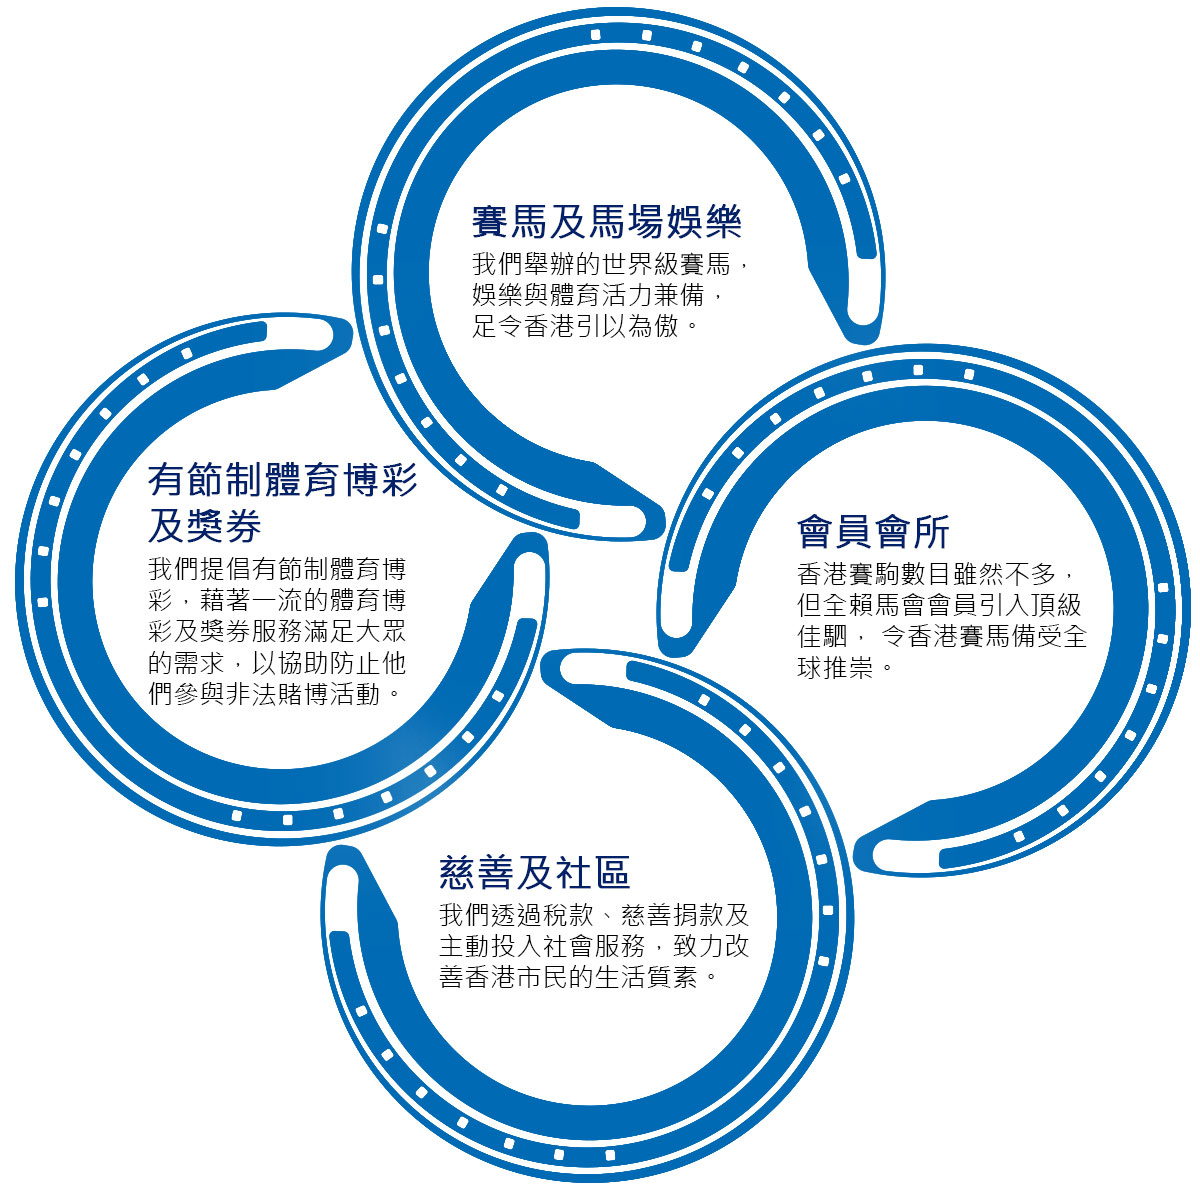 賽馬及馬場娛樂
我們舉辦的世界級賽馬，
娛樂與體育活力兼備，
足令香港引以為傲。
有節制體育博彩
及獎券
我們提倡有節制體育博
彩，藉著一流的體育博
彩及獎券服務滿足大眾
的需求，以協助防止他
們參與非法賭博活動。
會員會所
香港賽駒數目雖然不多，
但全賴馬會會員引入頂級
佳駟， 令香港賽馬備受全
球推崇。
慈善及社區
我們透過稅款、慈善捐款及
主動投入社會服務，致力改
善香港市民的生活質素。